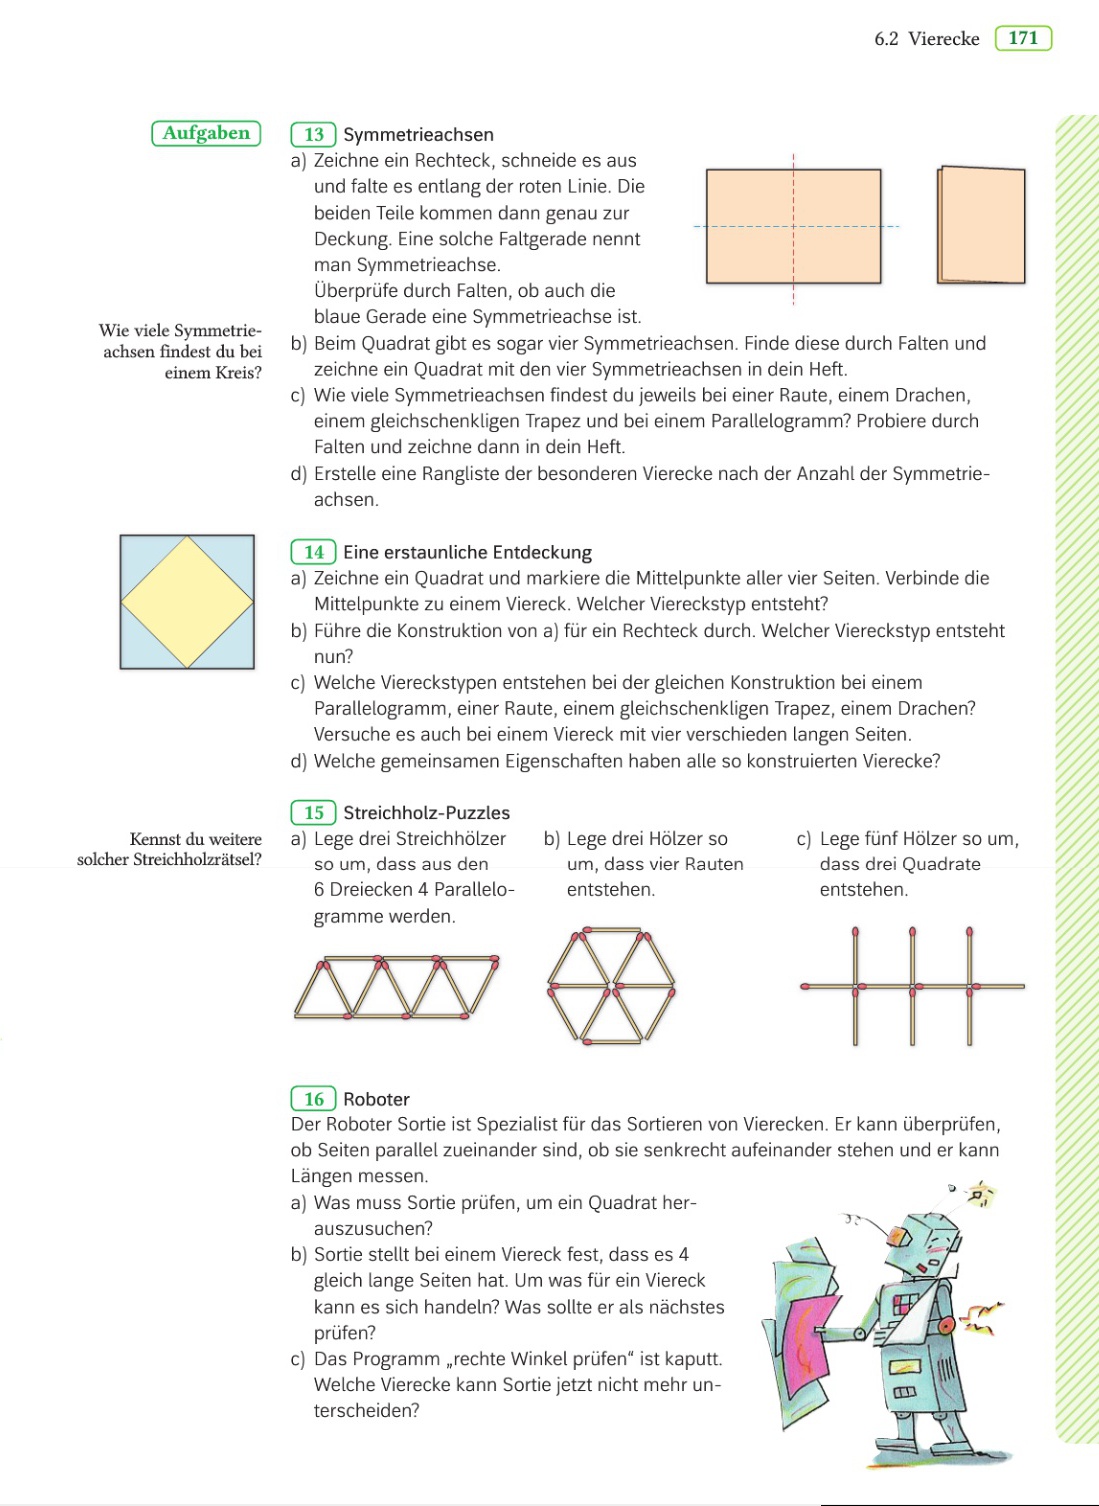 6.2 Vierecke 171
Aufgaben
13 Symmetrieachsen
a) Zeichne ein Rechteck, schneide es aus
und falte es entlang der roten Linie. Die
beiden Teile kommen dann genau zur
Deckung. Eine solche Faltgerade nennt
man Symmetrieachse.
Überprüfe durch Falten, ob auch die
blaue Gerade eine Symmetrieachse ist.
Wie viele Symmetrie-
achsen findest du bei
einem Kreis?
b) Beim Quadrat gibt es sogar vier Symmetrieachsen. Finde diese durch Falten und
zeichne ein Quadrat mit den vier Symmetrieachsen in dein Heft.
c) Wie viele Symmetrieachsen findest du jeweils bei einer Raute, einem Drachen,
einem gleichschenkligen Trapez und bei einem Parallelogramm? Probiere durch
Falten und zeichne dann in dein Heft.
d) Erstelle eine Rangliste der besonderen Vierecke nach der Anzahl der Symmetrie-
achsen.
14 Eine erstaunliche Entdeckung
a) Zeichne ein Quadrat und markiere die Mittelpunkte aller vier Seiten. Verbinde die
Mittelpunkte zu einem Viereck. Welcher Viereckstyp entsteht?
b) Führe die Konstruktion von a) für ein Rechteck durch. Welcher Viereckstyp entsteht
nun?
c) Welche Viereckstypen entstehen bei der gleichen Konstruktion bei einem
Parallelogramm, einer Raute, einem gleichschenkligen Trapez, einem Drachen?
Versuche es auch bei einem Viereck mit vier verschieden langen Seiten.
d) Welche gemeinsamen Eigenschaften haben alle so konstruierten Vierecke?
15 Streichholz-Puzzles
Kennst du weitere
solcher Streichholzrätsel?
a) Lege drei Streichhölzer
so um, dass aus den
6 Dreiecken 4 Parallelo-
gramme werden.
b) Lege drei Hölzer so
um, dass vier Rauten
entstehen.
c) Lege fünf Hölzer so um,
dass drei Quadrate
entstehen.
16 Roboter
Der Roboter Sortie ist Spezialist für das Sortieren von Vierecken. Er kann überprüfen,
ob Seiten parallel zueinander sind, ob sie senkrecht aufeinander stehen und er kann
Längen messen.
a) Was muss Sortie prüfen, um ein Quadrat her-
auszusuchen?
b) Sortie stellt bei einem Viereck fest, dass es 4
gleich lange Seiten hat. Um was für ein Viereck
kann es sich handeln? Was sollte er als nächstes
prüfen?
c) Das Programm „rechte Winkel prüfen“ ist kaputt.
Welche Vierecke kann Sortie jetzt nicht mehr un-
terscheiden?